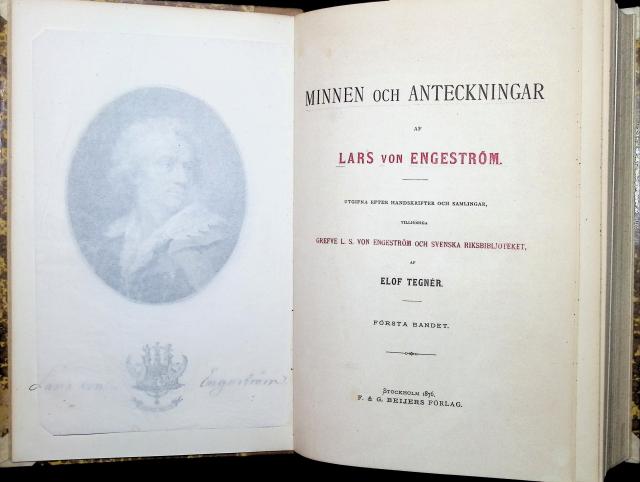 MINNEN OCH ANTECKNINGAR
AF
LARS VON ENGESTRÖM.
UTGIFNA EFTER HANDSKRIFTER OCH SAMLINGAR,
TILLHÖRIGA
GREFVE L. S. VON ENGESTRÖM OCH SVENSKA RIKSBIBLIOTEKET,
AF
ELOF TEGNÉR.
FÖRSTA BANDET.
STOCKHOLM 1876,
F. & G. BEIJERS FÖRLAG.
Lars von Engeström